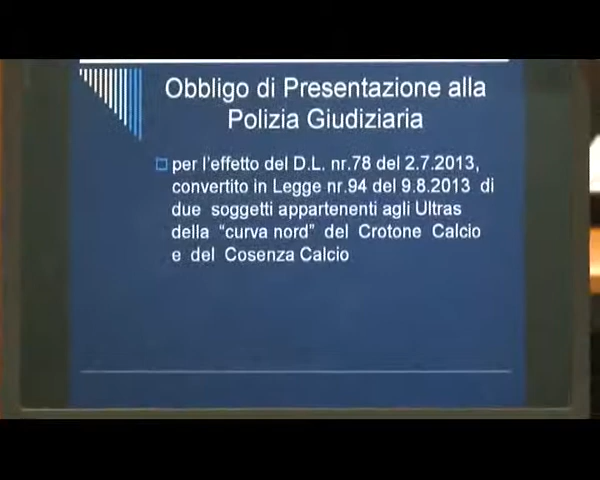 Obbligo di Presentazione alla
Polizia Giudiziaria
per l'effetto del D.L. nr.78 del 2.7.2013,
convertito in Legge nr.94 del 9.8.2013 di
due soggetti appartenenti agli Ultras
della "curva nord" del Crotone Calcio
e del Cosenza Calcio